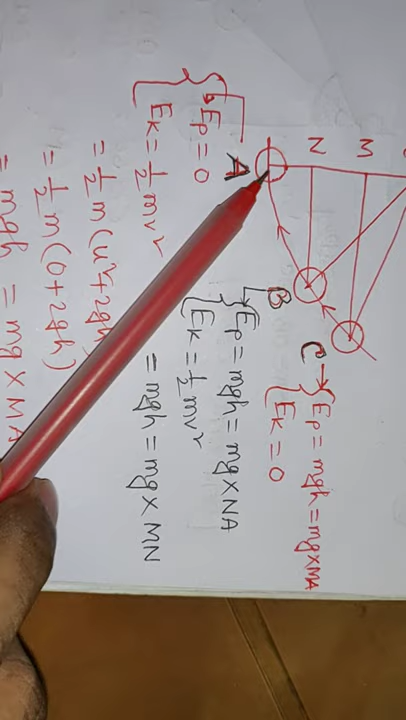 N M
A
B
C → { Ep = mgh = mg×MA
Ek = 0
{ Ep = mgh = mg×NA
Ek = ½ mv²
= mgh = mg×MN
{ Ep = 0
Ek = ½ mv²
= ½ m(u²+2gh
= ½ m(0+2gh)
= mgh = mg×MA